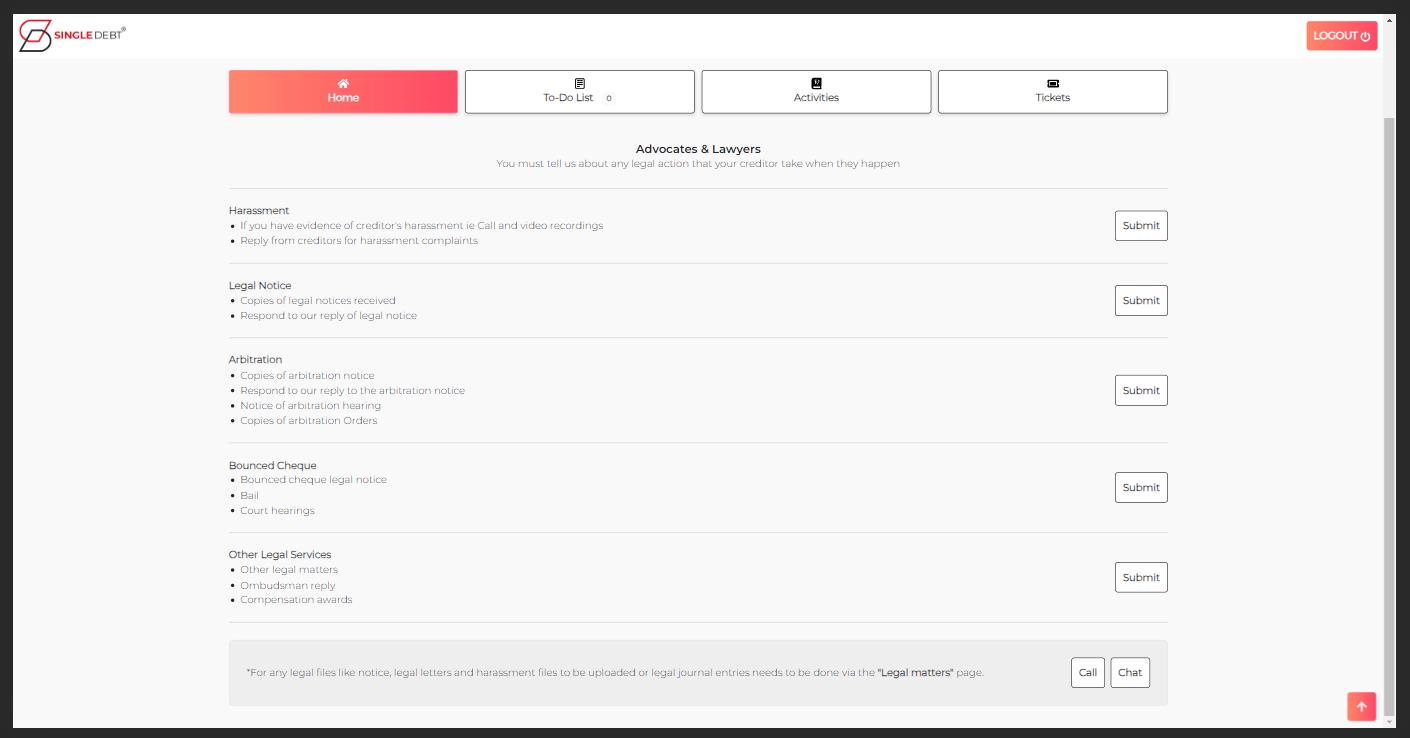 SINGLE DEBT®
LOGOUT
Home
To-Do List 0
Activities
Tickets
Advocates & Lawyers
You must tell us about any legal action that your creditor take when they happen
Harassment
• If you have evidence of creditor's harassment ie Call and video recordings
• Reply from creditors for harassment complaints
Submit
Legal Notice
• Copies of legal notices received
• Respond to our reply of legal notice
Submit
Arbitration
• Copies of arbitration notice
• Respond to our reply to the arbitration notice
• Notice of arbitration hearing
• Copies of arbitration Orders
Submit
Bounced Cheque
• Bounced cheque legal notice
• Bail
• Court hearings
Submit
Other Legal Services
• Other legal matters
• Ombudsman reply
• Compensation awards
Submit
*For any legal files like notice, legal letters and harassment files to be uploaded or legal journal entries needs to be done via the "Legal matters" page.
Call
Chat